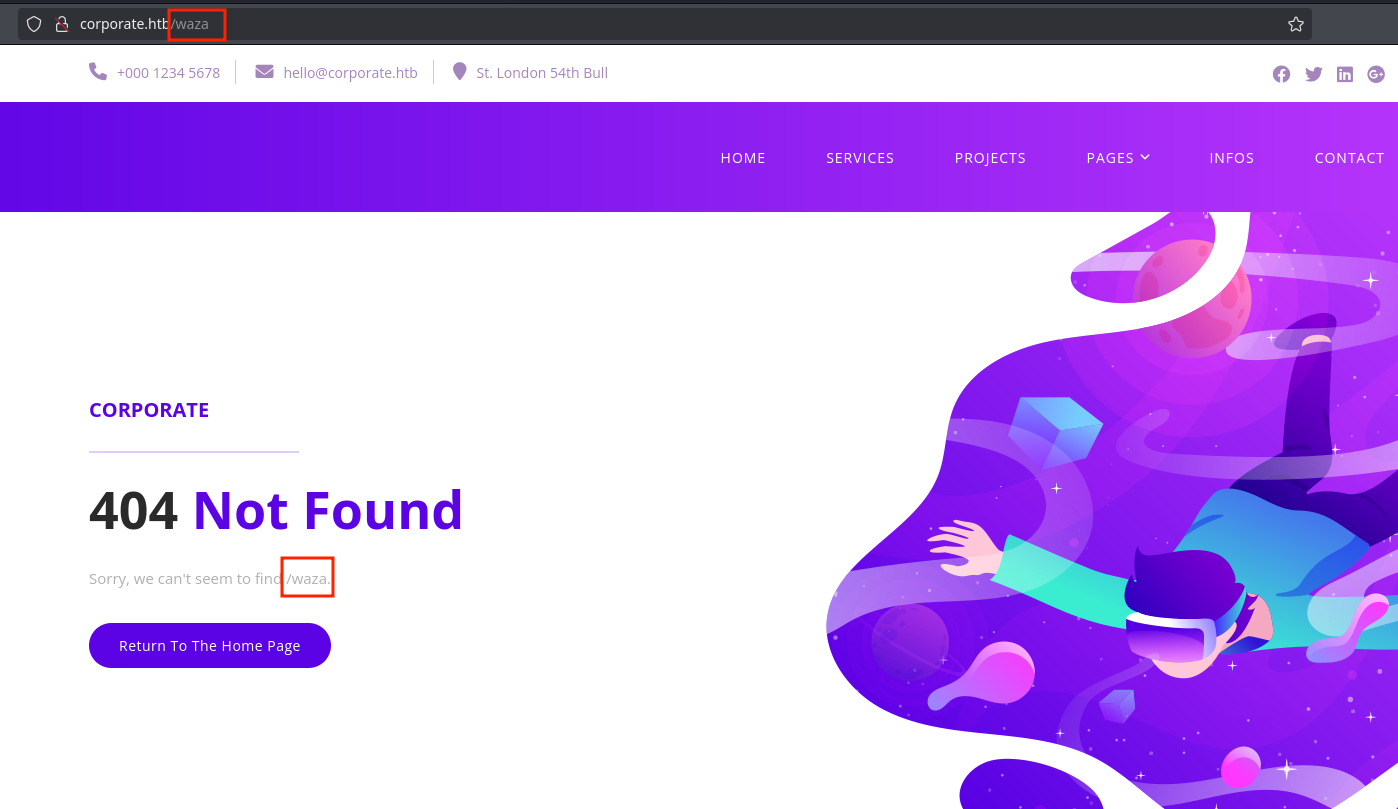 corporate.htb/waza
+000 1234 5678 hello@corporate.htb St. London 54th Bull
HOME SERVICES PROJECTS PAGES INFOS CONTACT
CORPORATE
404 Not Found
Sorry, we can't seem to find /waza.
Return To The Home Page